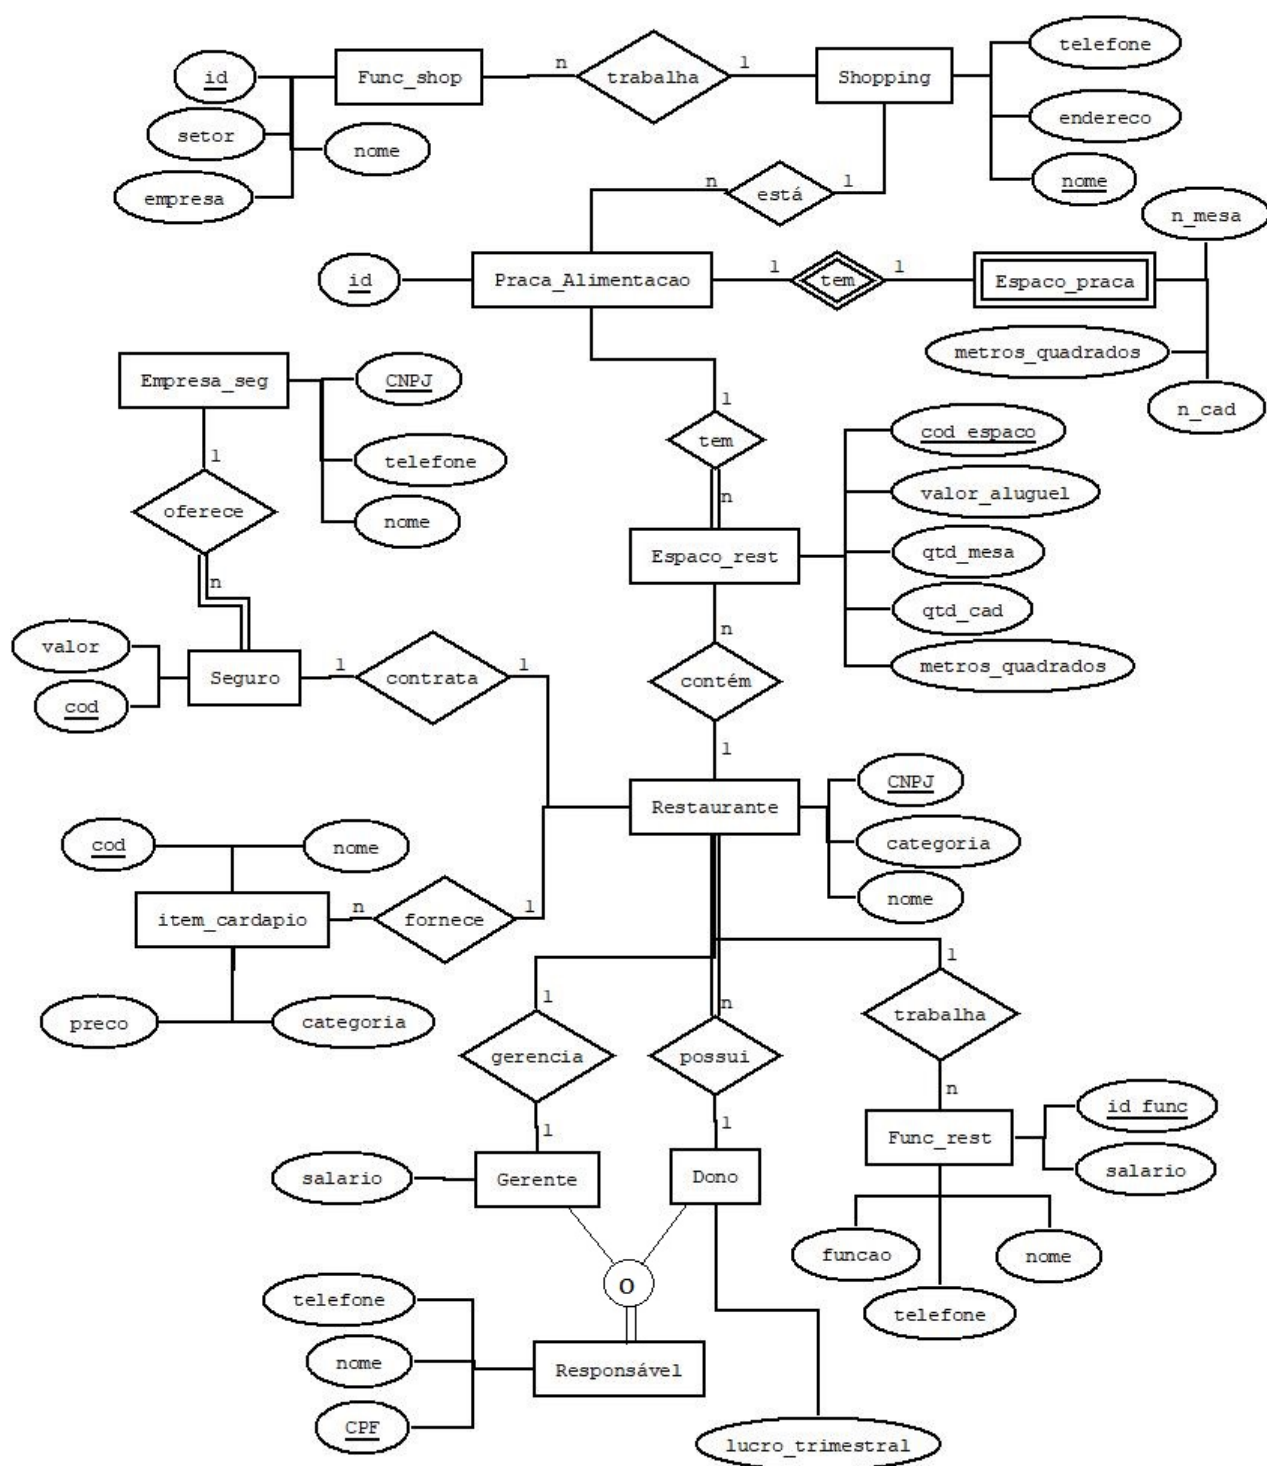 telefone
id
Func_shop
n
trabalha
1
Shopping
endereco
setor
nome
empresa
n
está
1
nome
n_mesa
id
Praca_Alimentacao
1
tem
1
Espaco_praca
metros_quadrados
n_cad
Empresa_seg
CNPJ
telefone
nome
1
oferece
n
1
tem
n
cod_espaco
valor_aluguel
qtd_mesa
qtd_cad
metros_quadrados
Espaco_rest
n
contém
1
valor
cod
Seguro
1
contrata
1
Restaurante
CNPJ
categoria
nome
cod
nome
item_cardapio
n
fornece
1
preco
categoria
1
gerencia
1
n
possui
1
1
trabalha
n
salario
Gerente
Dono
Func_rest
id_func
salario
funcao
nome
telefone
O
telefone
nome
CPF
Responsável
lucro_trimestral